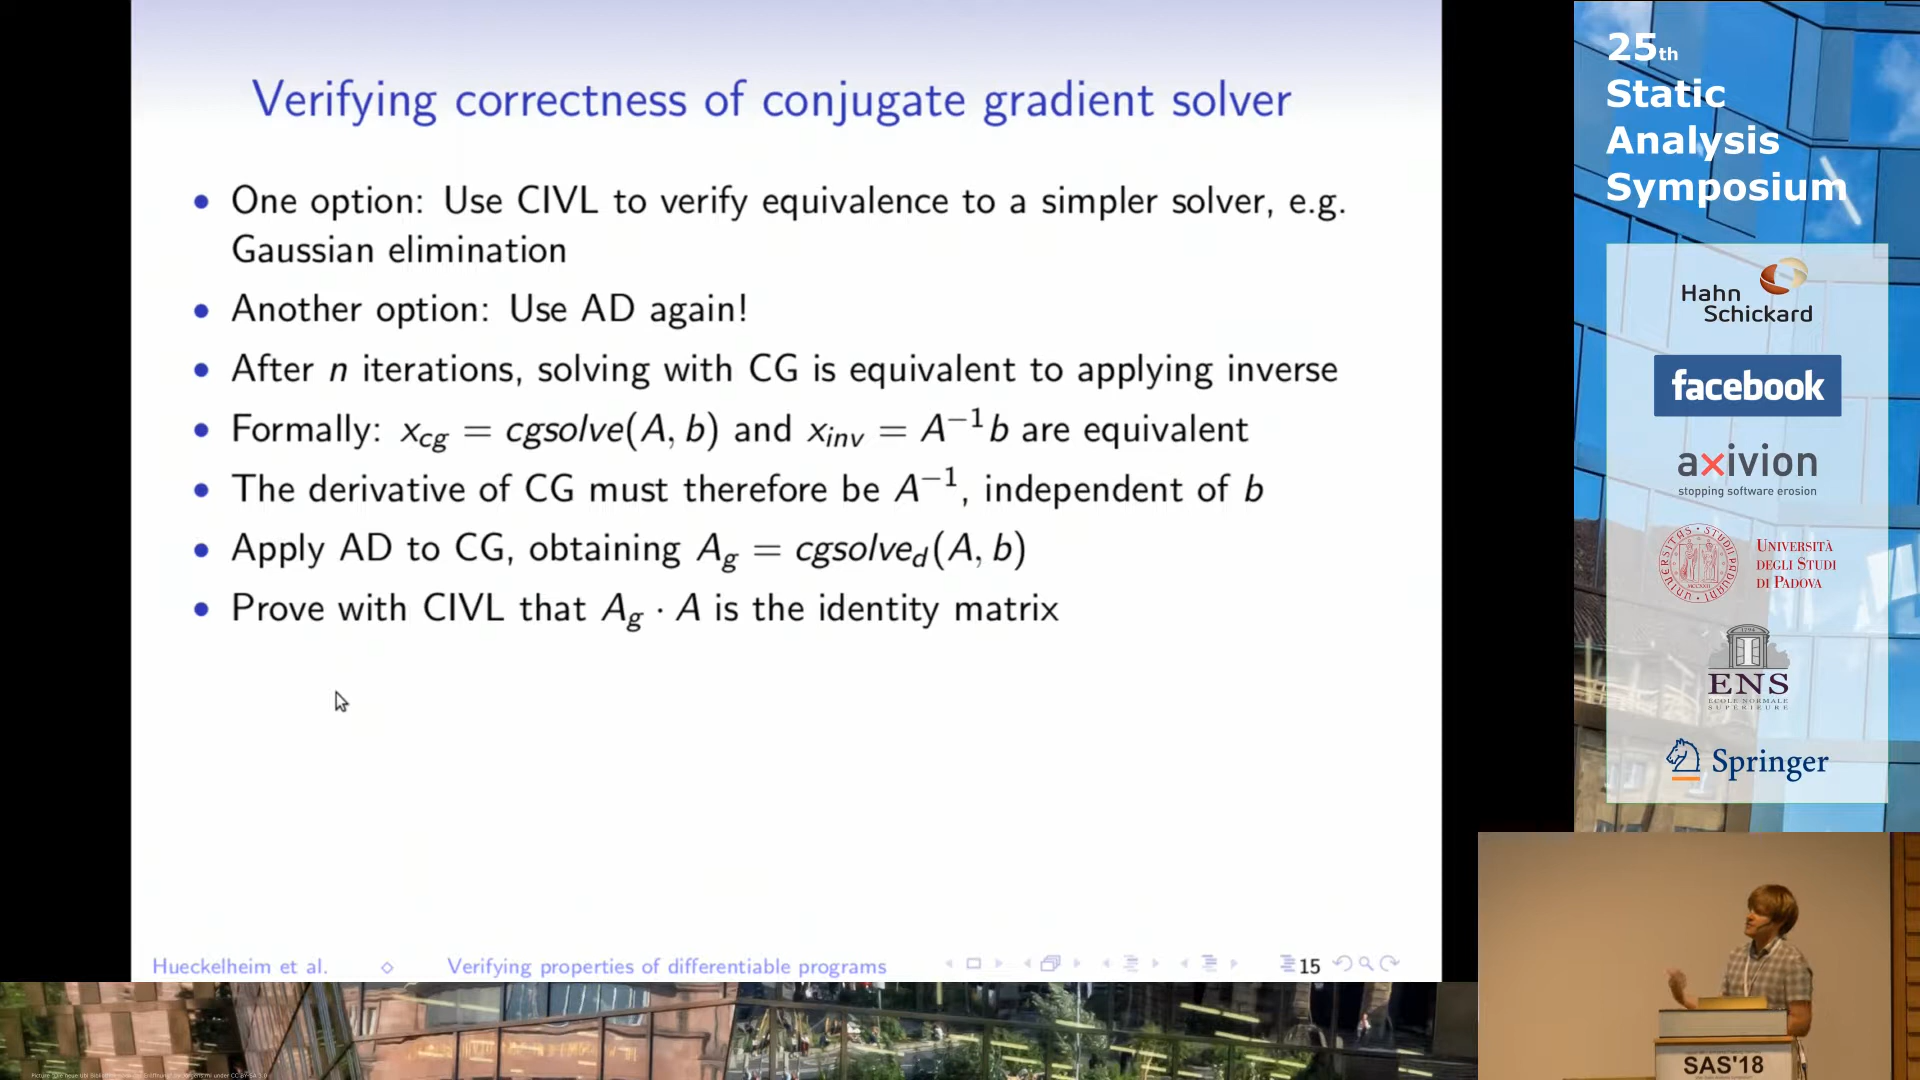 Verifying correctness of conjugate gradient solver
• One option: Use CIVL to verify equivalence to a simpler solver, e.g.
Gaussian elimination
• Another option: Use AD again!
• After n iterations, solving with CG is equivalent to applying inverse
• Formally: x_cg = cgsolve(A, b) and x_inv = A⁻¹b are equivalent
• The derivative of CG must therefore be A⁻¹, independent of b
• Apply AD to CG, obtaining A_g = cgsolve_d(A, b)
• Prove with CIVL that A_g · A is the identity matrix
Hueckelheim et al. ◇ Verifying properties of differentiable programs 15
25th
Static
Analysis
Symposium
Hahn
Schickard
facebook
axivion
stopping software erosion
UNIVERSITÀ
DEGLI STUDI
DI PADOVA
ENS
ECOLE NORMALE
SUPERIEURE
Springer
SAS'18